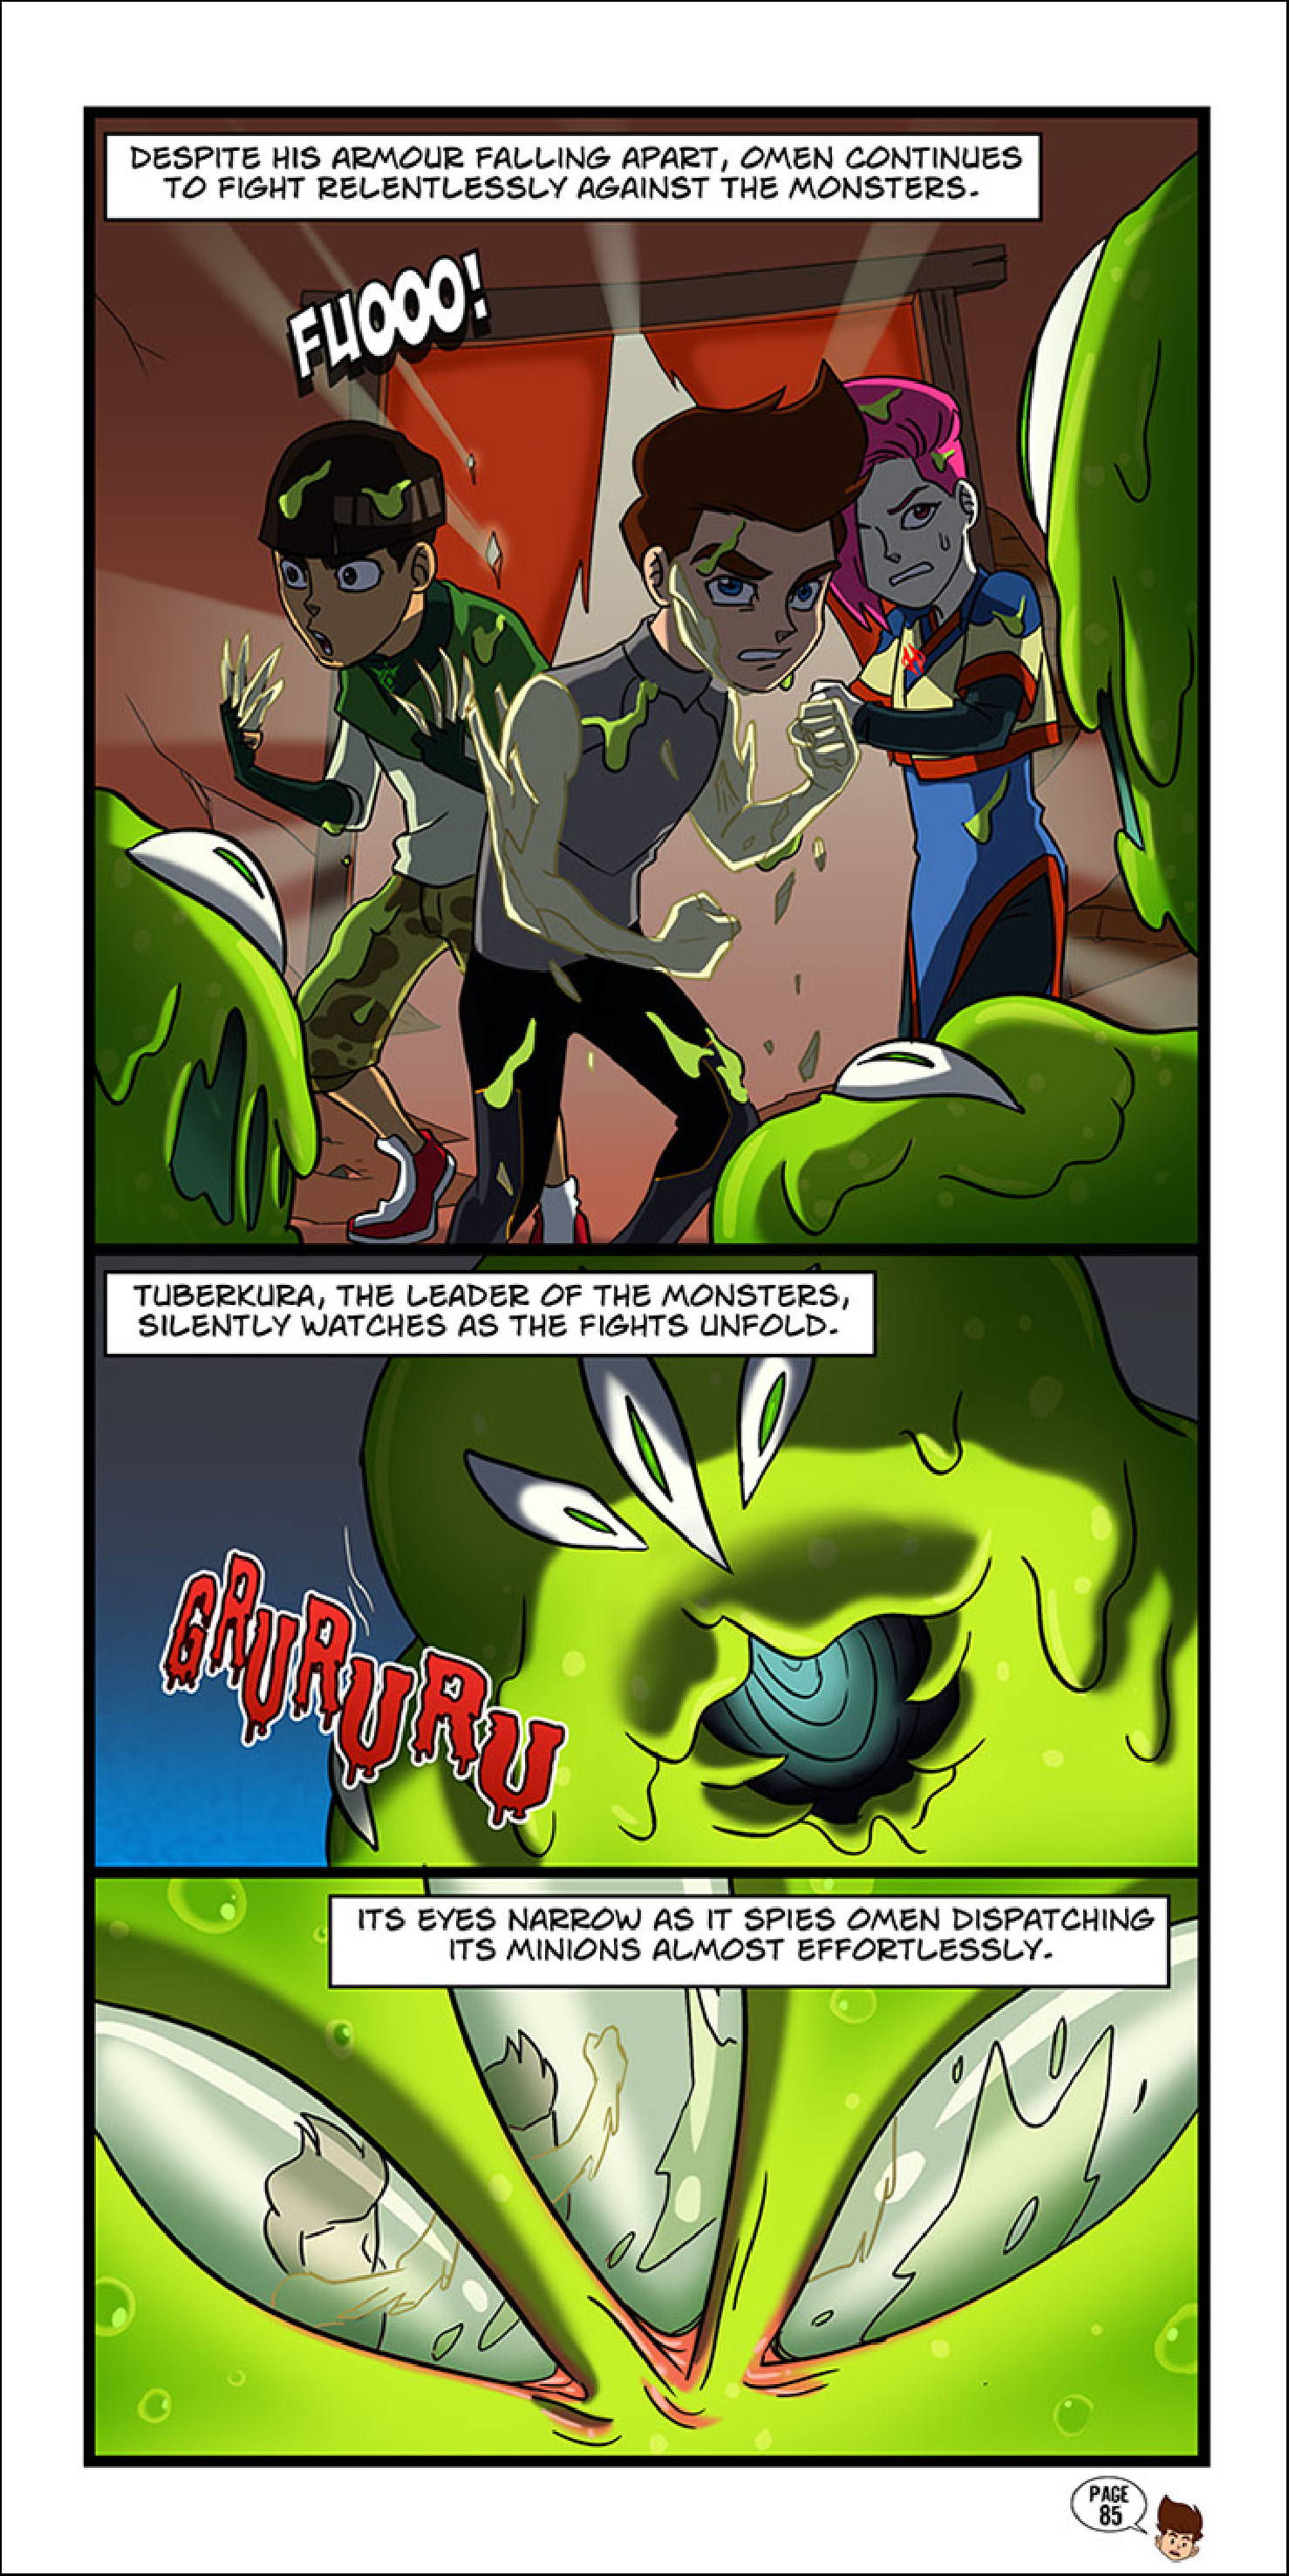 DESPITE HIS ARMOUR FALLING APART, OMEN CONTINUES
TO FIGHT RELENTLESSLY AGAINST THE MONSTERS.
FUOOO!
TUBERKURA, THE LEADER OF THE MONSTERS,
SILENTLY WATCHES AS THE FIGHTS UNFOLD.
GRURURU
ITS EYES NARROW AS IT SPIES OMEN DISPATCHING
ITS MINIONS ALMOST EFFORTLESSLY.
PAGE
85